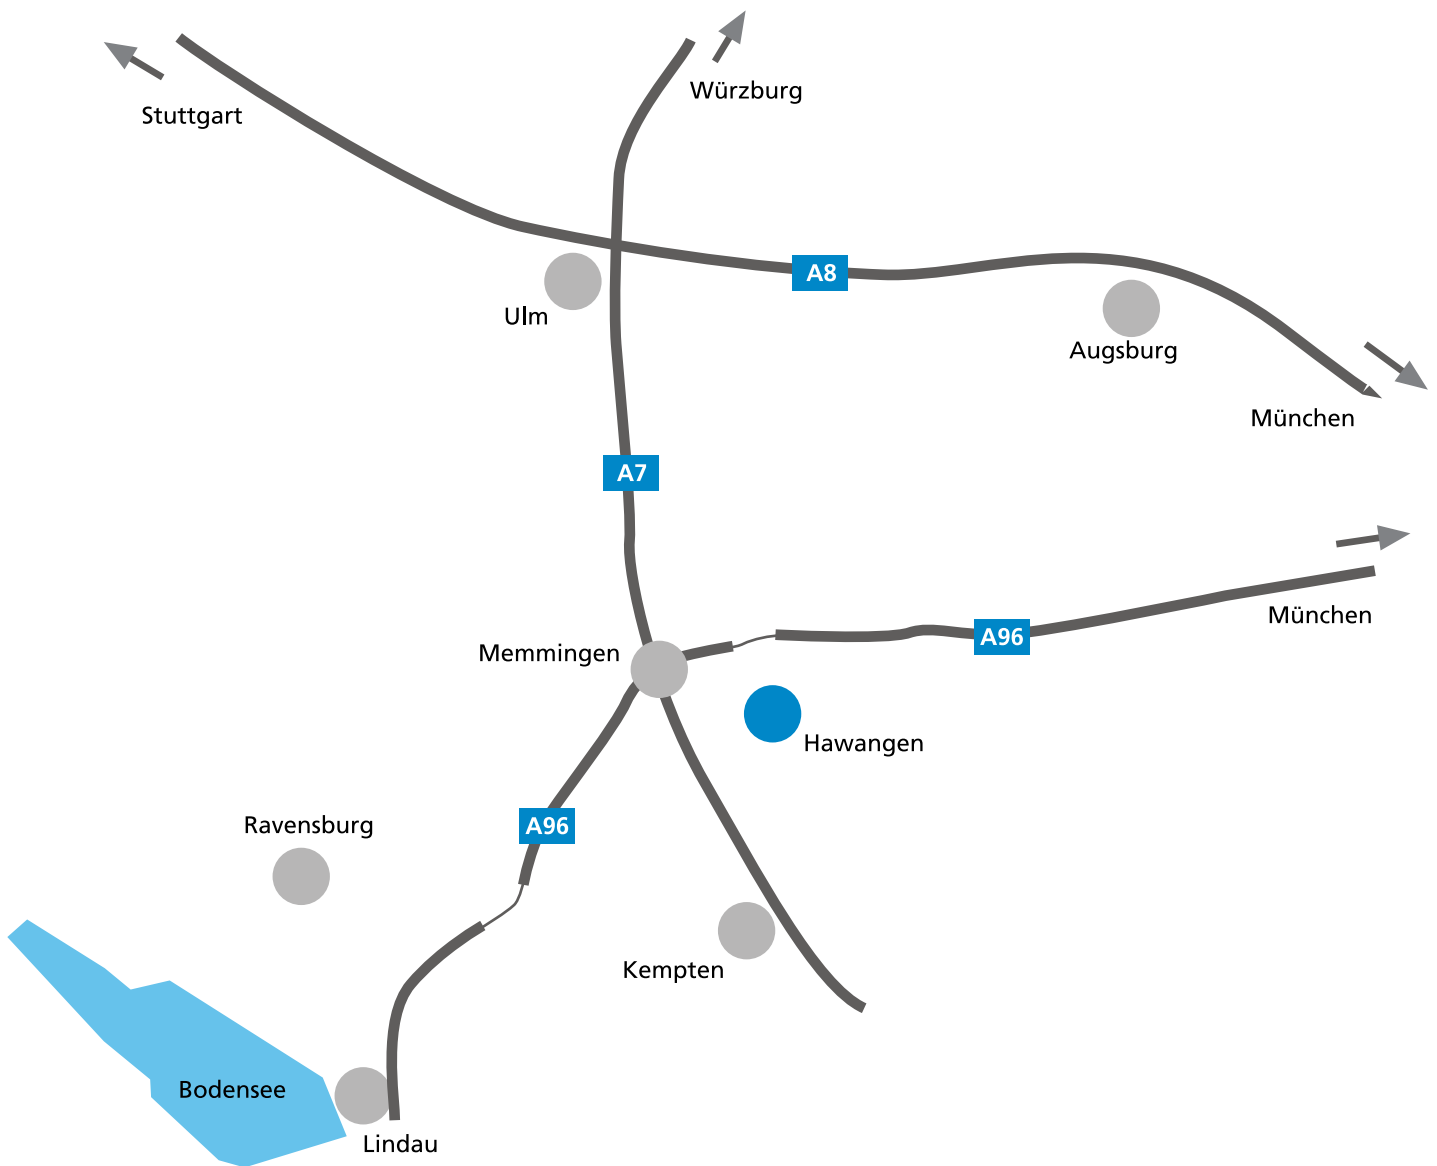 Würzburg
Stuttgart
A8
Ulm
Augsburg
München
A7
München
A96
Memmingen
Hawangen
Ravensburg
A96
Kempten
Bodensee
Lindau